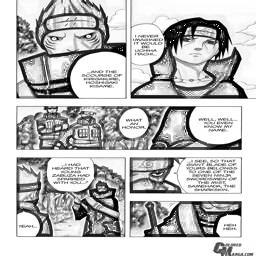 I NEVER
IMAGINED IT
WOULD BE
UCHIHA
ITACHI...
...AND THE
SCOURGE OF
KIRIGAKURE,
HOSHIGAKI
KISAME.
WELL, WELL...
YOU EVEN
KNOW MY
NAME.
WHAT
AN
HONOR.
...I SEE, SO THAT
GIANT BLADE OF
YOURS BELONGED
TO ONE OF THE
SEVEN NINJA
SWORDSMEN OF
THE MIST,
SAMEHADA, THE
SHARKSKIN.
...I HAD
HEARD THAT
YOUNG
ZABUZA HAD
SPARRED
WITH YOU...
HEH
HEH.
YEAH...